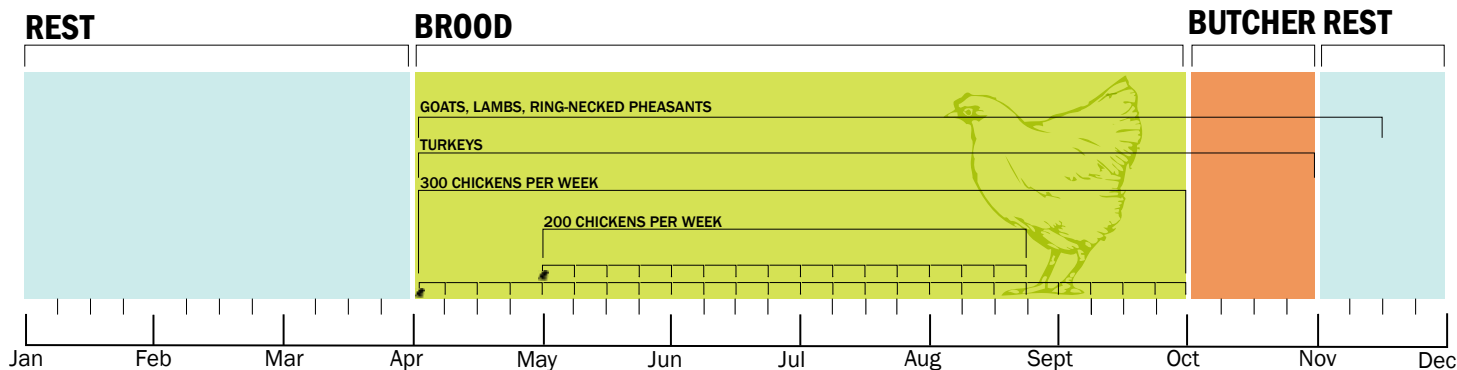 REST
BROOD
BUTCHER REST
GOATS, LAMBS, RING-NECKED PHEASANTS
TURKEYS
300 CHICKENS PER WEEK
200 CHICKENS PER WEEK
Jan Feb Mar Apr May Jun Jul Aug Sept Oct Nov Dec